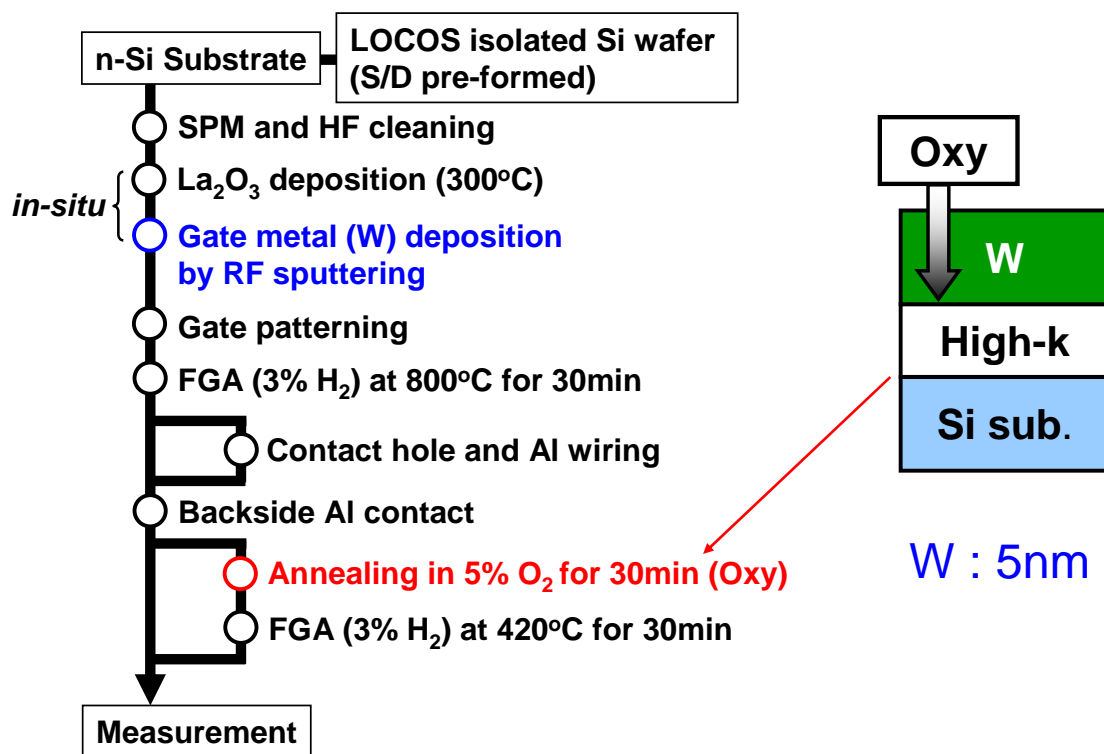 n-Si Substrate
LOCOS isolated Si wafer
(S/D pre-formed)
SPM and HF cleaning
in-situ
La₂O₃ deposition (300ºC)
Gate metal (W) deposition
by RF sputtering
Gate patterning
FGA (3% H₂) at 800ºC for 30min
Contact hole and Al wiring
Backside Al contact
Annealing in 5% O₂ for 30min (Oxy)
FGA (3% H₂) at 420ºC for 30min
Measurement
Oxy
W
High-k
Si sub.
W : 5nm